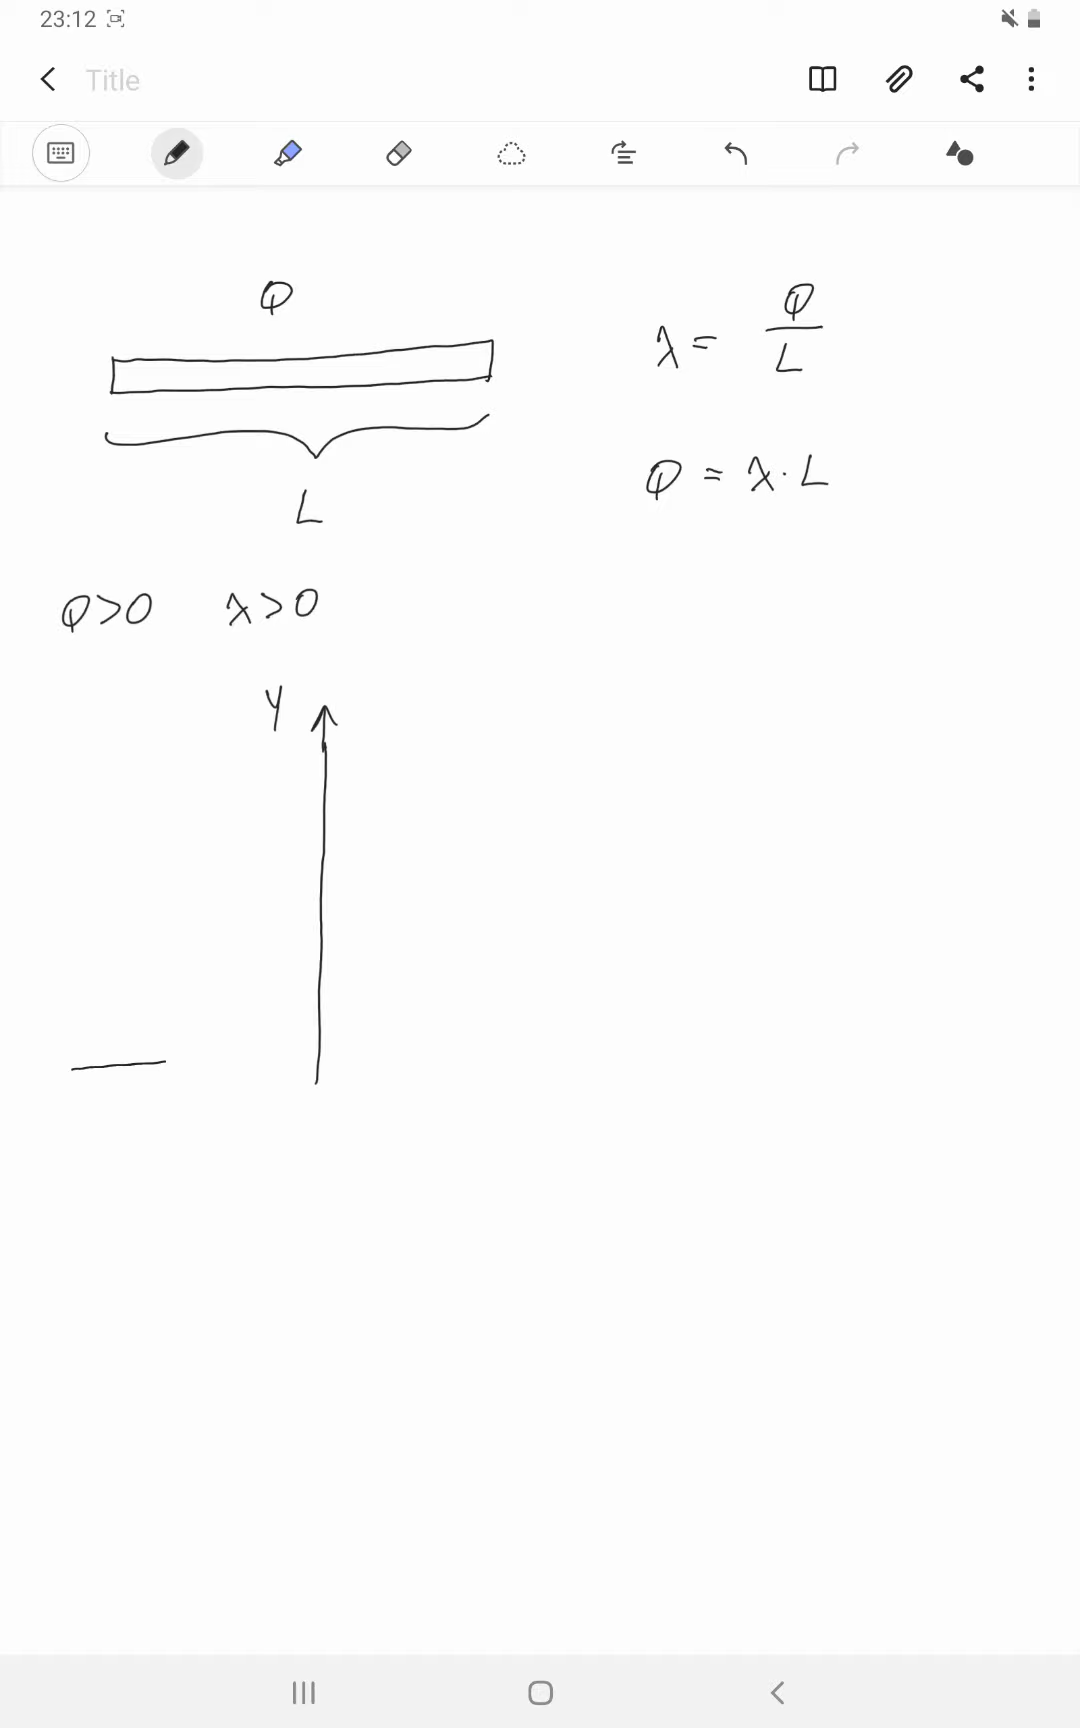 23:12
Title
Q
λ = Q/L
L
Q = λ · L
Q>0 λ>0
Y